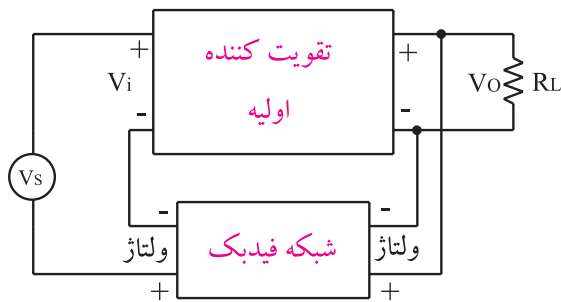 تقویت کننده
اولیه
+
Vi
-
+
-
VO
RL
VS
-
ولتاژ
+
شبکه فیدبک
-
ولتاژ
+